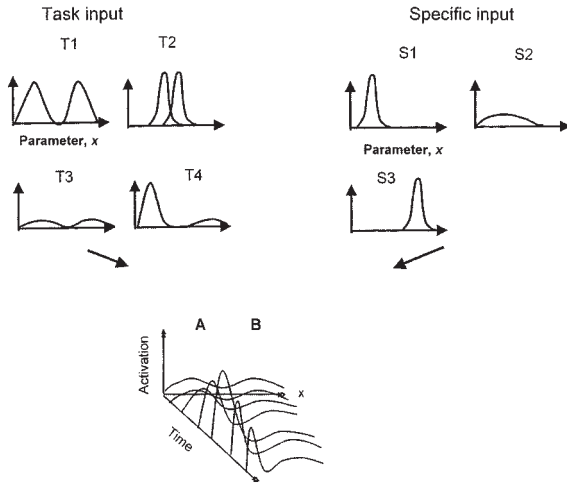 Task input
Specific input
T1
T2
S1
S2
Parameter, x
Parameter, x
T3
T4
S3
A
B
Activation
x
Time